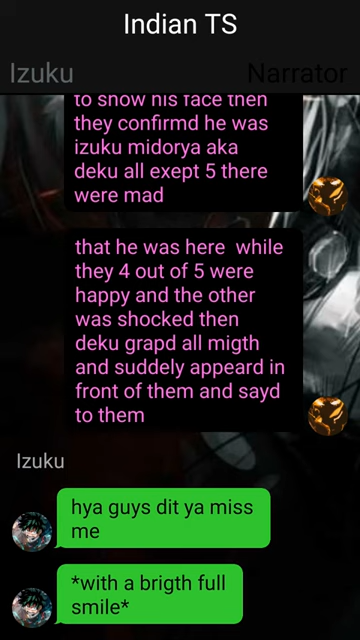 Indian TS
Izuku
Narrator
to show his face then
they confirmd he was
izuku midorya aka
deku all exept 5 there
were mad
that he was here while
they 4 out of 5 were
happy and the other
was shocked then
deku grapd all migth
and suddely appeard in
front of them and sayd
to them
Izuku
hya guys dit ya miss
me
*with a brigth full
smile*